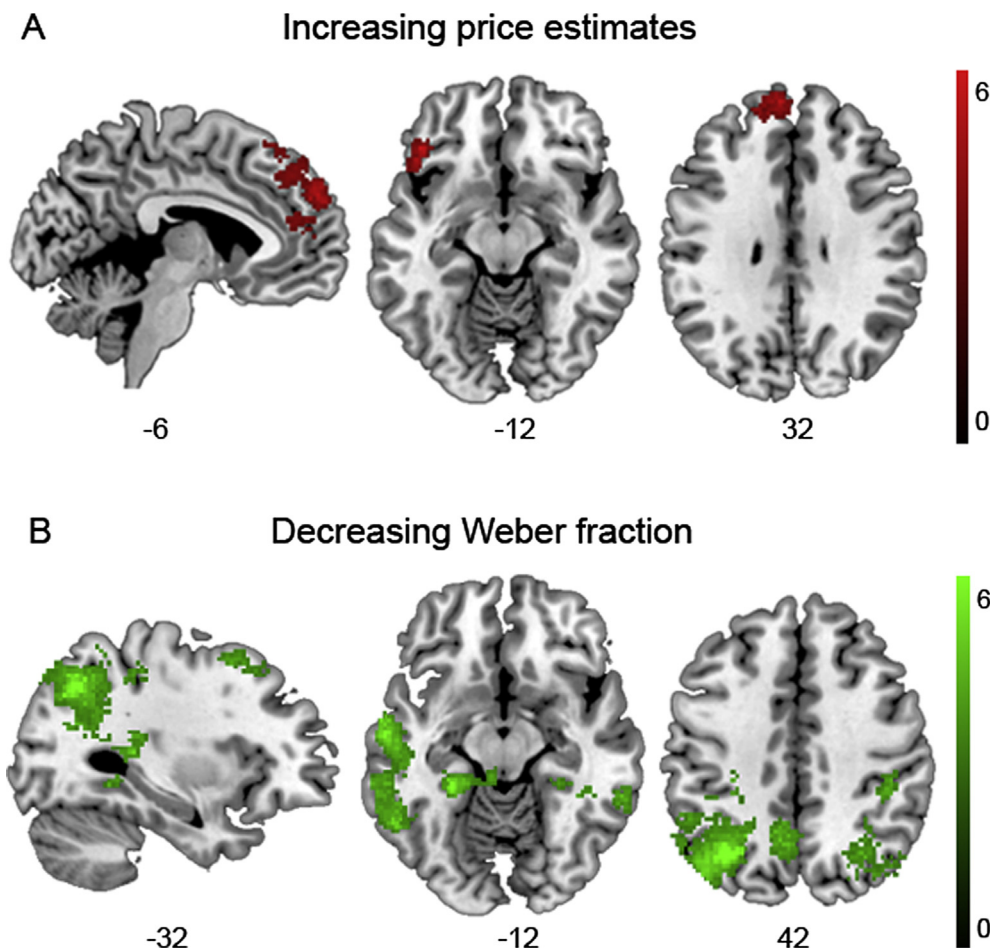 A Increasing price estimates
6
0
-6 -12 32
B Decreasing Weber fraction
6
0
-32 -12 42